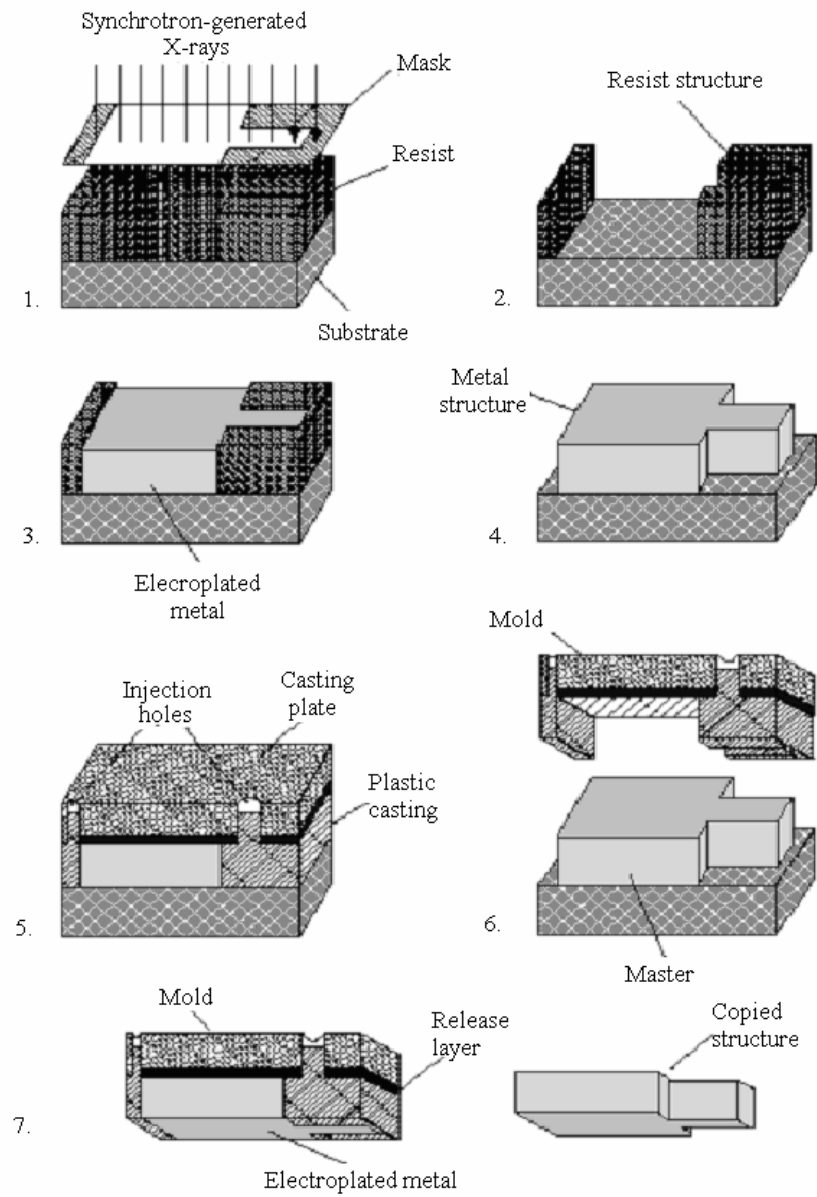 Synchrotron-generated
X-rays
Mask
Resist
1.
Substrate
Resist structure
2.
3.
Elecroplated
metal
Metal
structure
4.
Injection
holes
Casting
plate
Plastic
casting
5.
Mold
6.
Master
Mold
Release
layer
7.
Electroplated metal
Copied
structure